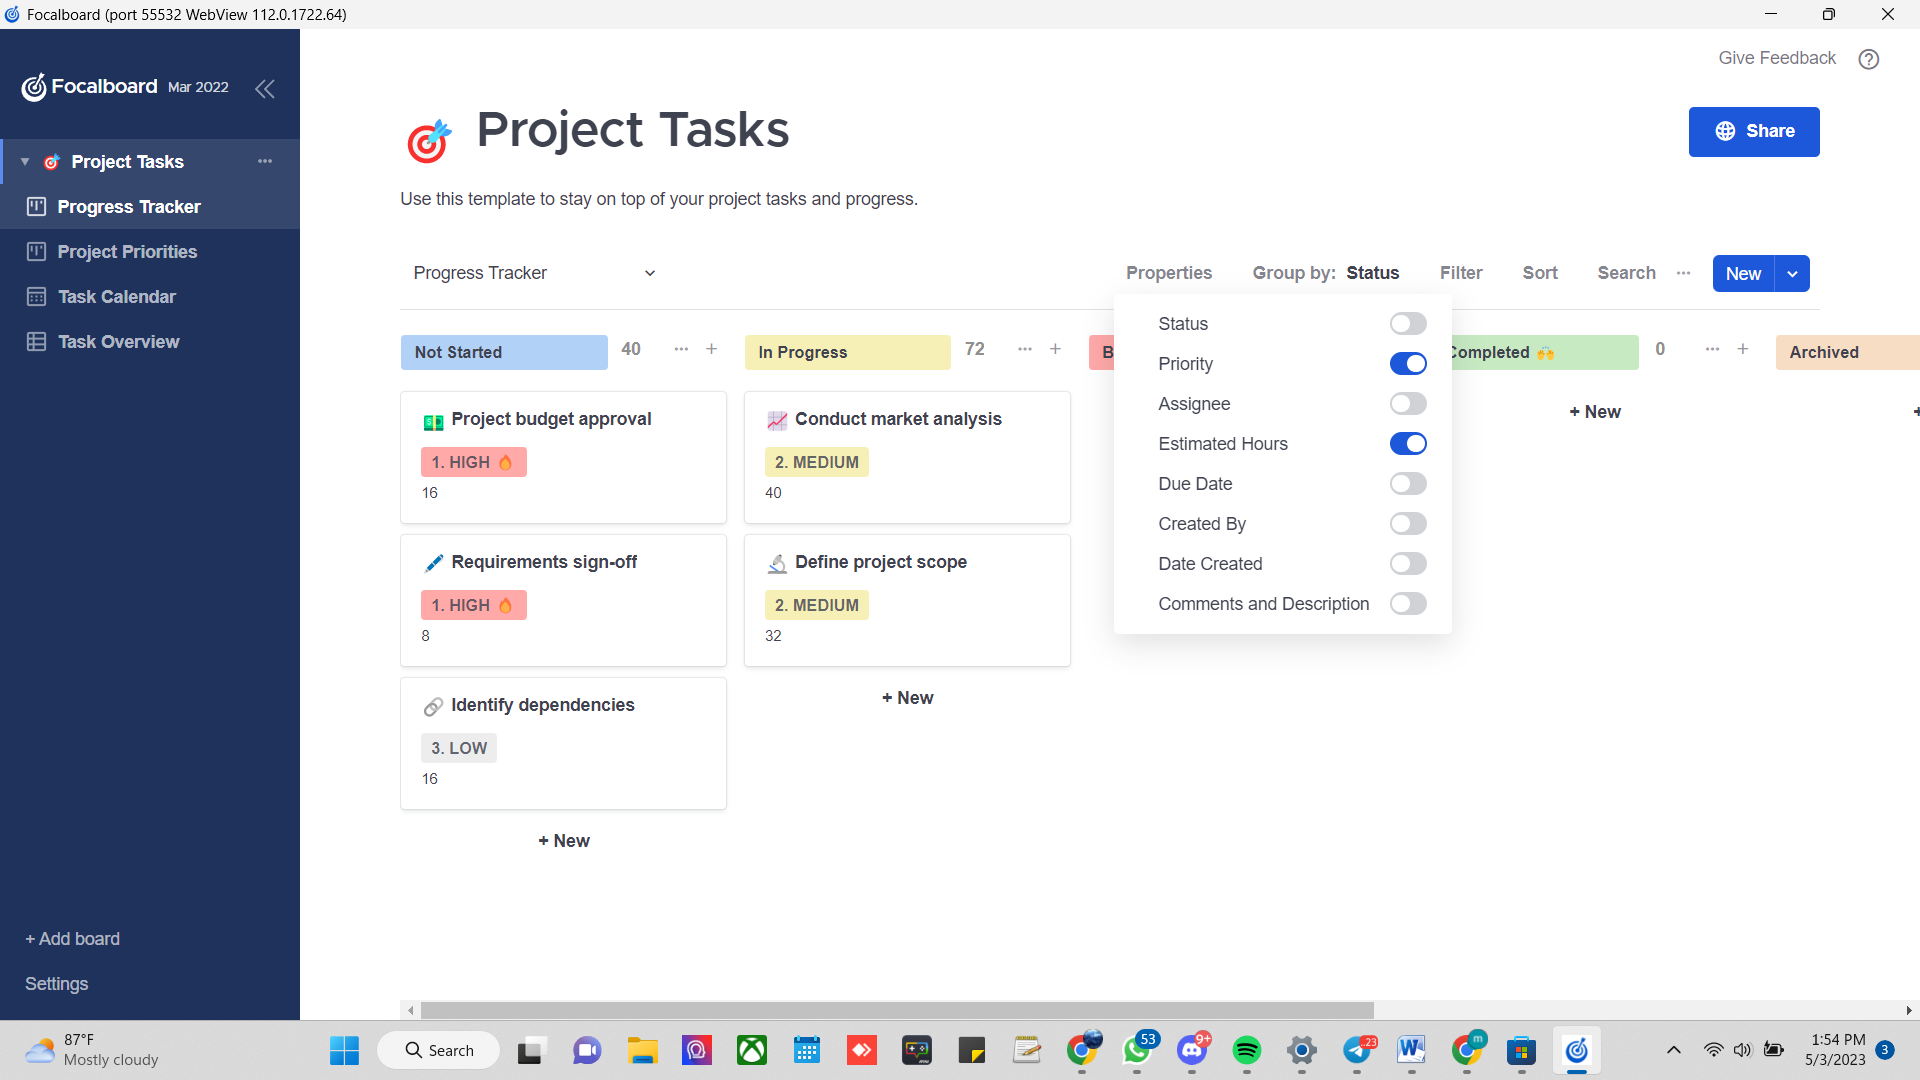 Focalboard (port 55532 WebView 112.0.1722.64)
Give Feedback
Focalboard Mar 2022
Project Tasks
Progress Tracker
Project Priorities
Task Calendar
Task Overview
+ Add board
Settings
Project Tasks
Share
Use this template to stay on top of your project tasks and progress.
Progress Tracker
Properties Group by: Status Filter Sort Search ··· New
Status
Priority
Assignee
Estimated Hours
Due Date
Created By
Date Created
Comments and Description
Not Started 40 ··· +
Project budget approval
1. HIGH 🔥
16
Requirements sign-off
1. HIGH 🔥
8
Identify dependencies
3. LOW
16
+ New
In Progress 72 ··· +
Conduct market analysis
2. MEDIUM
40
Define project scope
2. MEDIUM
32
+ New
B
Completed 🙌 0 ··· +
+ New
Archived
+
87°F
Mostly cloudy
Search
53
9+
..23
m
1:54 PM
5/3/2023
3